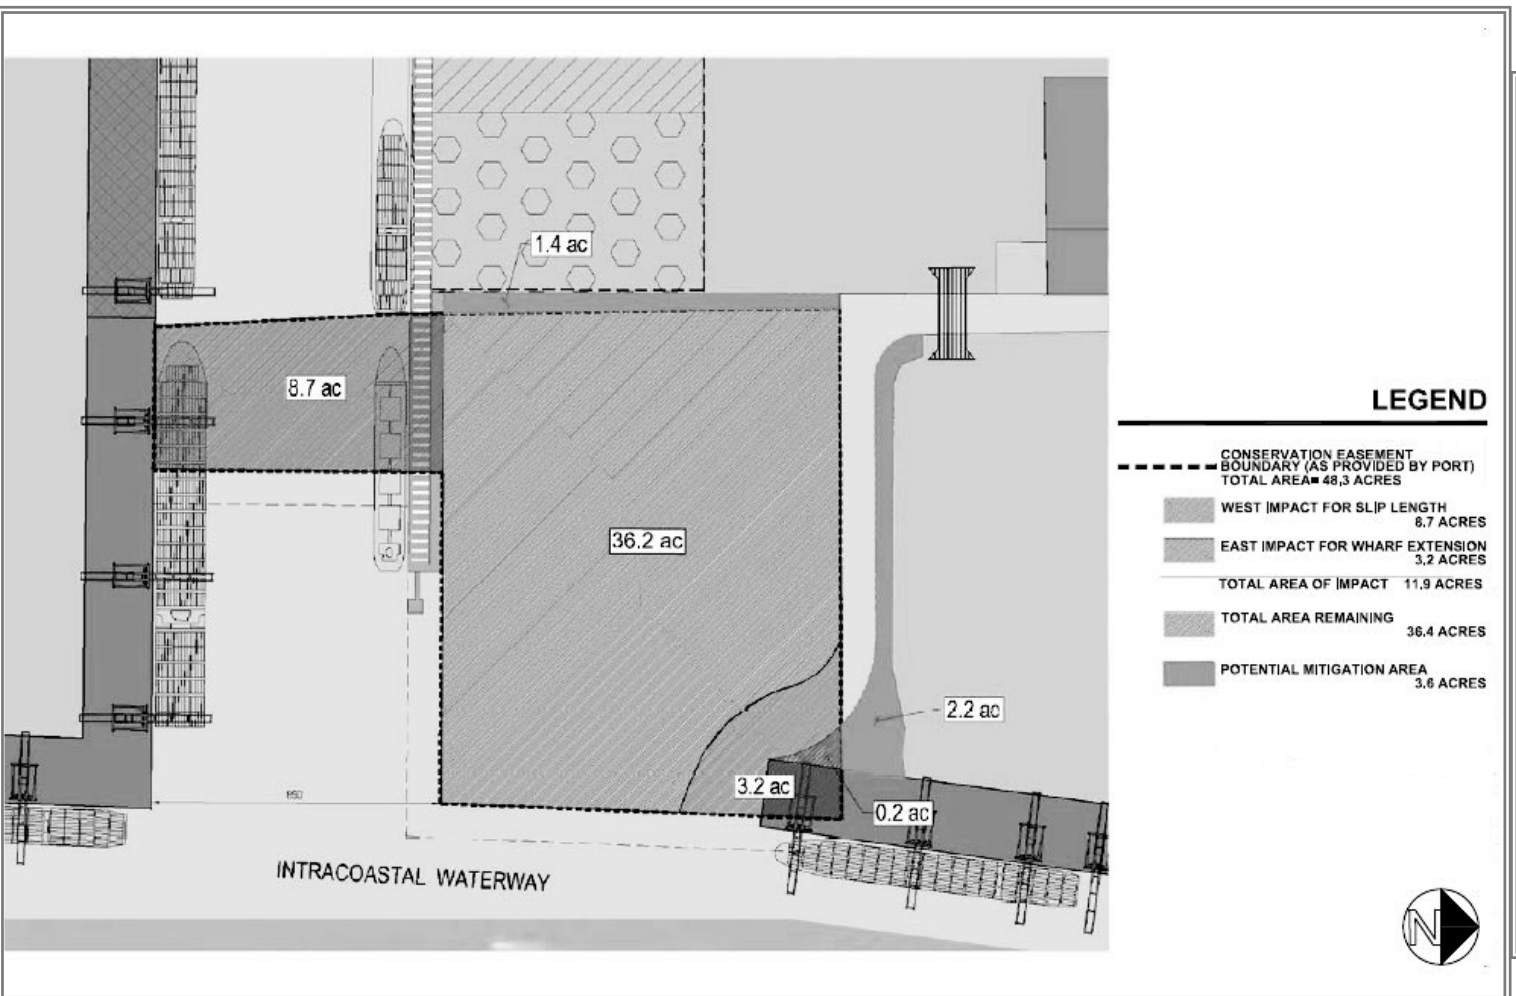 1.4 ac
8.7 ac
36.2 ac
2.2 ac
3.2 ac
0.2 ac
850
INTRACOASTAL WATERWAY
LEGEND
CONSERVATION EASEMENT
BOUNDARY (AS PROVIDED BY PORT)
TOTAL AREA= 48.3 ACRES
WEST IMPACT FOR SLIP LENGTH
8.7 ACRES
EAST IMPACT FOR WHARF EXTENSION
3.2 ACRES
TOTAL AREA OF IMPACT 11.9 ACRES
TOTAL AREA REMAINING
36.4 ACRES
POTENTIAL MITIGATION AREA
3.6 ACRES
N